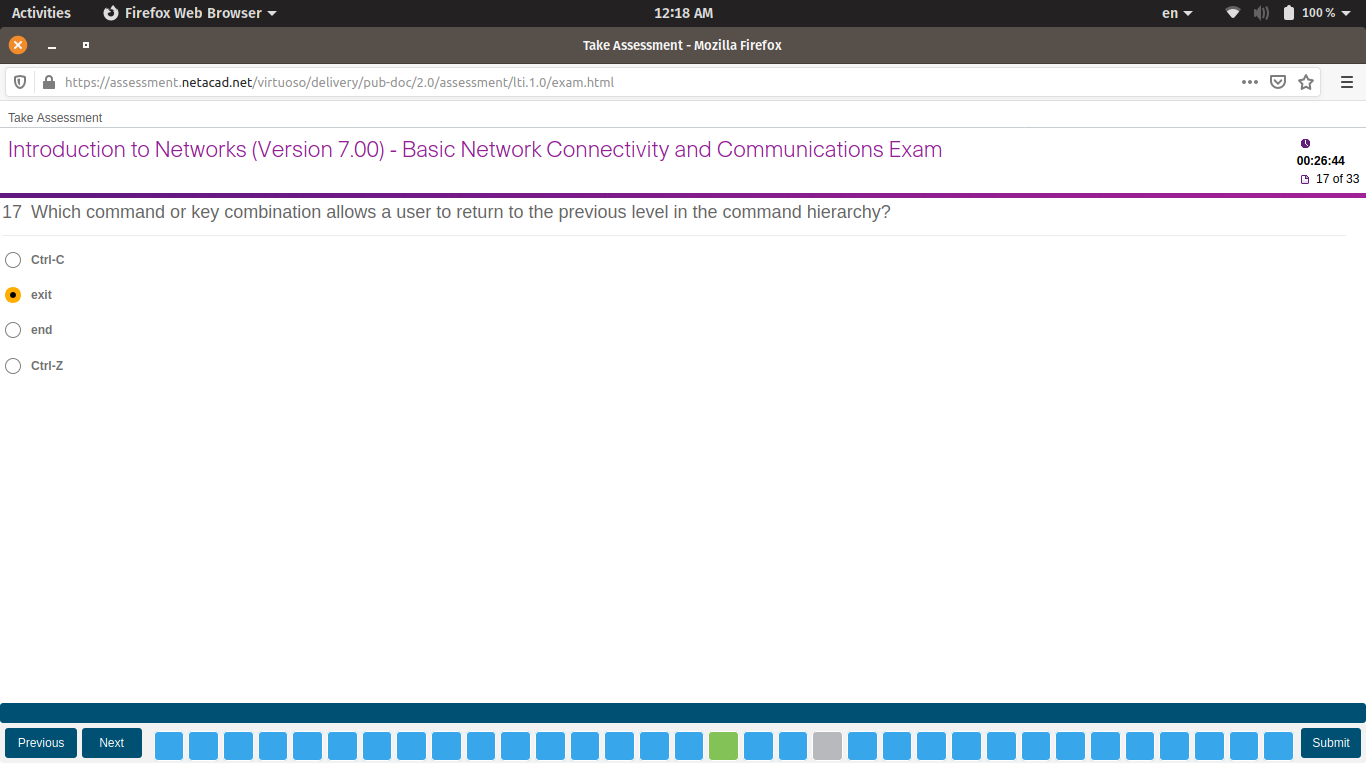 Activities Firefox Web Browser 12:18 AM en 100 %
Take Assessment - Mozilla Firefox
https://assessment.netacad.net/virtuoso/delivery/pub-doc/2.0/assessment/lti.1.0/exam.html
Take Assessment
Introduction to Networks (Version 7.00) - Basic Network Connectivity and Communications Exam
00:26:44
17 of 33
17 Which command or key combination allows a user to return to the previous level in the command hierarchy?
Ctrl-C
exit
end
Ctrl-Z
Previous Next Submit